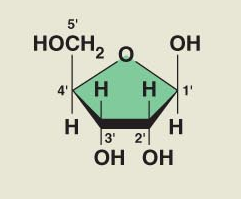 5'
HOCH₂ O OH
4' H H 1'
H 3' 2' H
OH OH